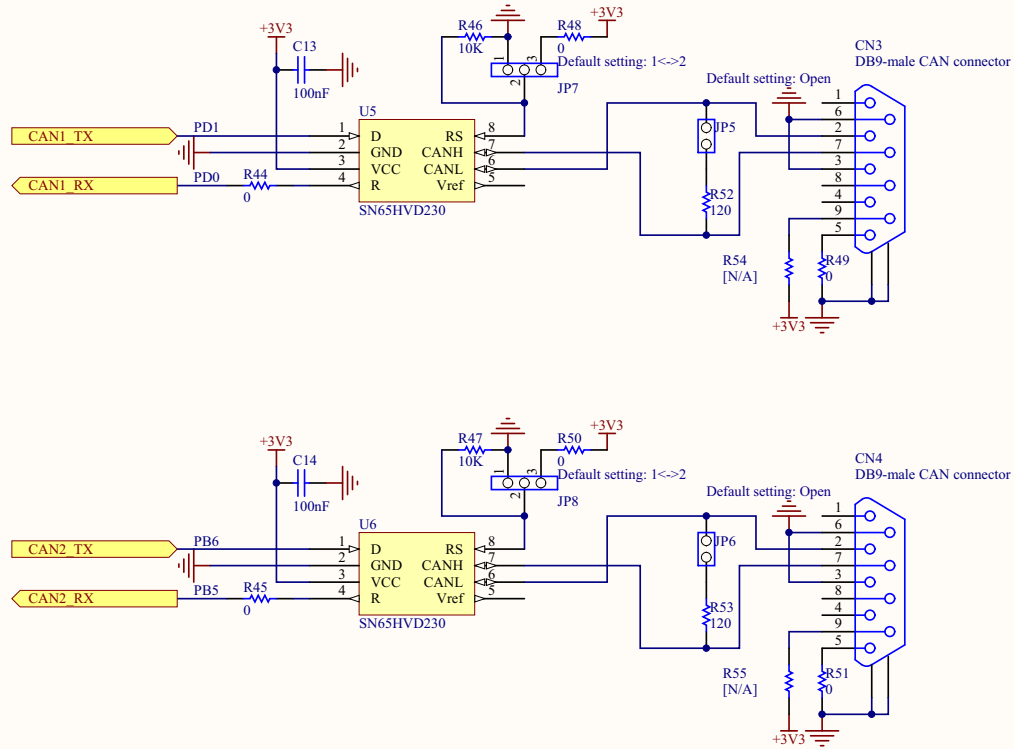 R46
10K
R48
0
+3V3
+3V3
C13
100nF
1
2
3
Default setting: 1<->2
JP7
CN3
DB9-male CAN connector
Default setting: Open
U5
CAN1_TX
PD1
1
D
RS
8
2
GND
CANH
7
3
VCC
CANL
6
4
R
Vref
5
SN65HVD230
CAN1_RX
PD0
R44
0
JP5
R52
120
1
6
2
7
3
8
4
9
5
R54
[N/A]
R49
0
+3V3
R47
10K
R50
0
+3V3
+3V3
C14
100nF
1
2
3
Default setting: 1<->2
JP8
CN4
DB9-male CAN connector
Default setting: Open
U6
CAN2_TX
PB6
1
D
RS
8
2
GND
CANH
7
3
VCC
CANL
6
4
R
Vref
5
SN65HVD230
CAN2_RX
PB5
R45
0
JP6
R53
120
1
6
2
7
3
8
4
9
5
R55
[N/A]
R51
0
+3V3